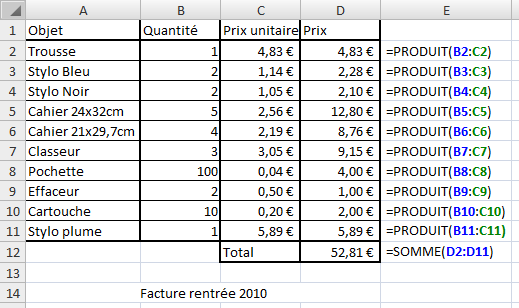 A B C D E
1 Objet Quantité Prix unitaire Prix
2 Trousse 1 4,83 € 4,83 € =PRODUIT(B2:C2)
3 Stylo Bleu 2 1,14 € 2,28 € =PRODUIT(B3:C3)
4 Stylo Noir 2 1,05 € 2,10 € =PRODUIT(B4:C4)
5 Cahier 24x32cm 5 2,56 € 12,80 € =PRODUIT(B5:C5)
6 Cahier 21x29,7cm 4 2,19 € 8,76 € =PRODUIT(B6:C6)
7 Classeur 3 3,05 € 9,15 € =PRODUIT(B7:C7)
8 Pochette 100 0,04 € 4,00 € =PRODUIT(B8:C8)
9 Effaceur 2 0,50 € 1,00 € =PRODUIT(B9:C9)
10 Cartouche 10 0,20 € 2,00 € =PRODUIT(B10:C10)
11 Stylo plume 1 5,89 € 5,89 € =PRODUIT(B11:C11)
12 Total 52,81 € =SOMME(D2:D11)
13
14 Facture rentrée 2010